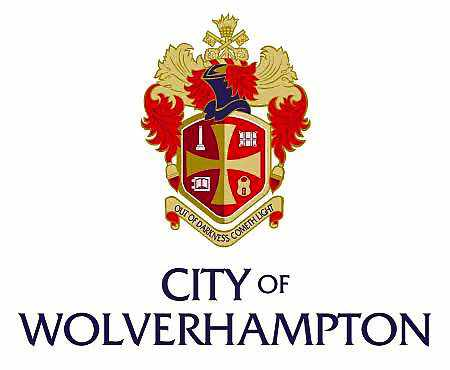 OUT OF DARKNESS COMETH LIGHT
CITY OF
WOLVERHAMPTON